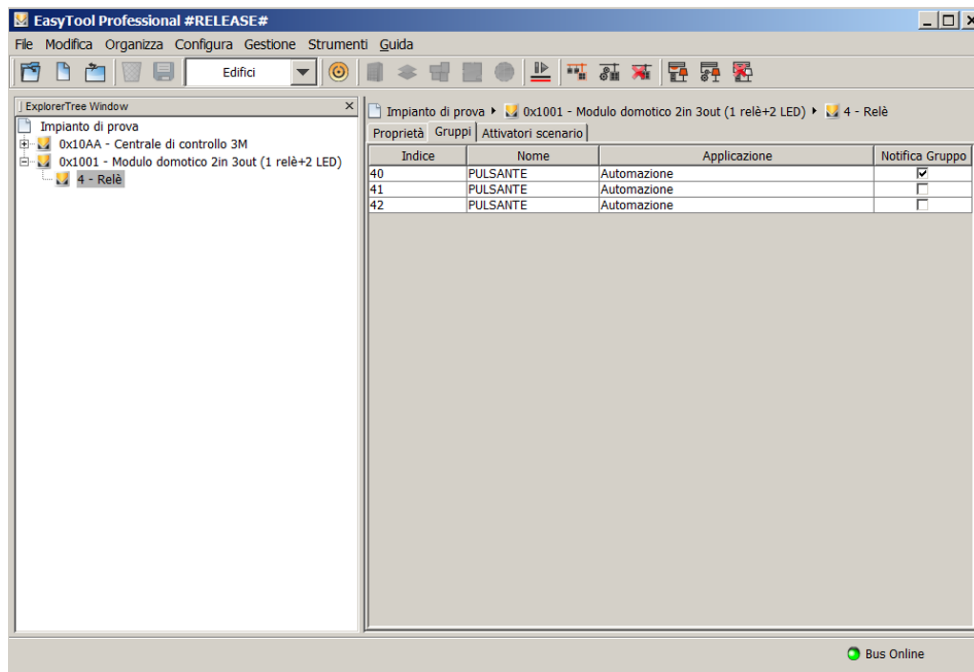 EasyTool Professional #RELEASE#
File Modifica Organizza Configura Gestione Strumenti Guida
Edifici
ExplorerTree Window
Impianto di prova
0x10AA - Centrale di controllo 3M
0x1001 - Modulo domotico 2in 3out (1 relè+2 LED)
4 - Relè
Impianto di prova 0x1001 - Modulo domotico 2in 3out (1 relè+2 LED) 4 - Relè
Proprietà Gruppi Attivatori scenario
Indice Nome Applicazione Notifica Gruppo
40 PULSANTE Automazione
41 PULSANTE Automazione
42 PULSANTE Automazione
Bus Online